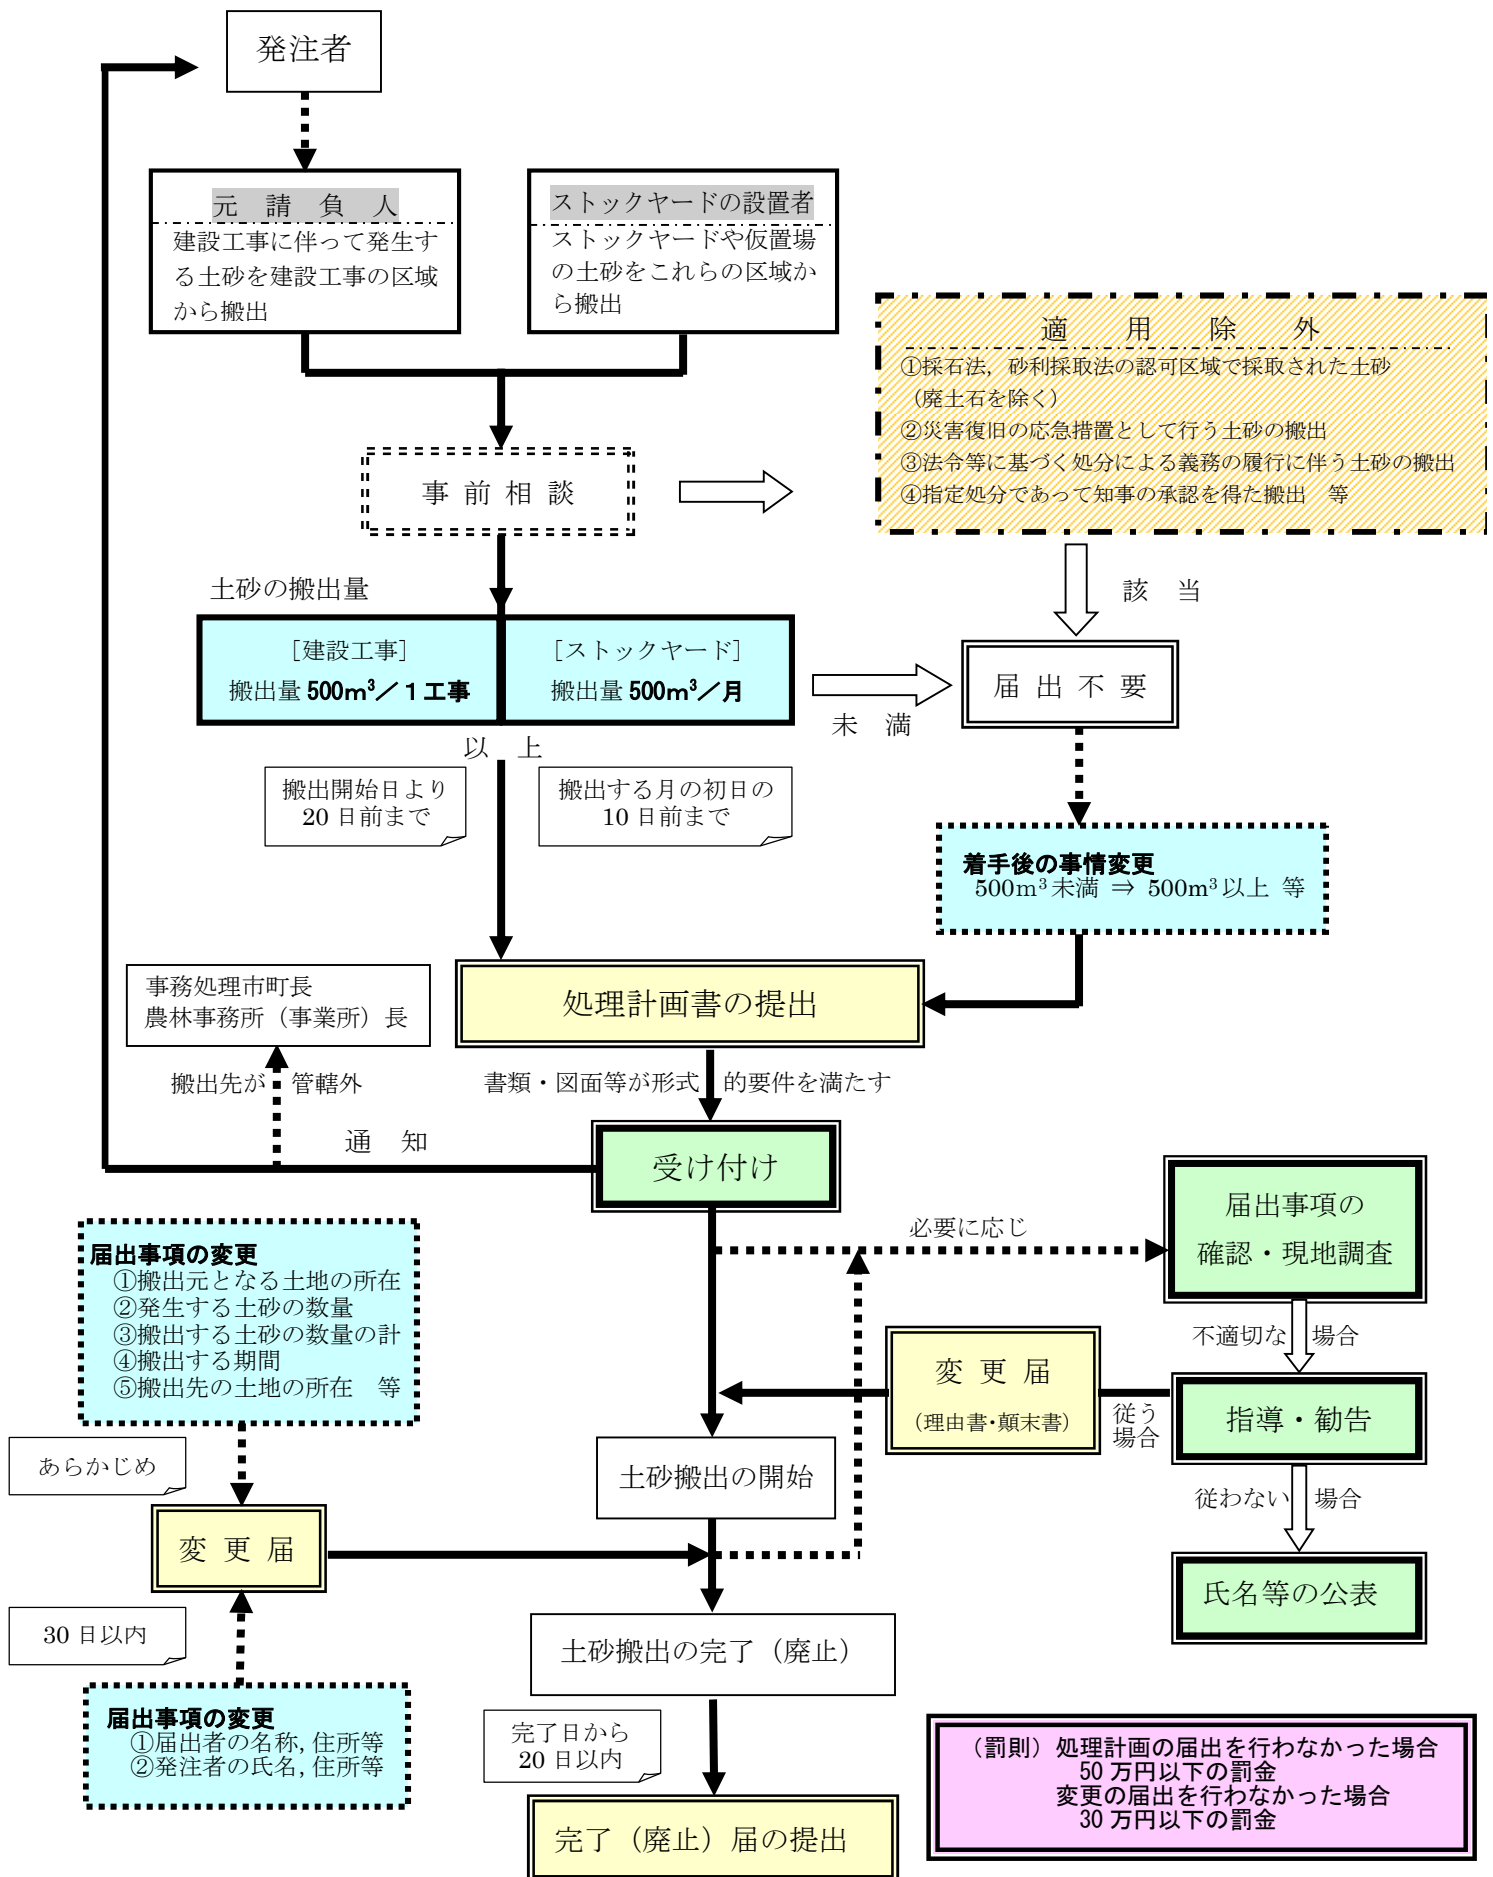 発注者
元請負人
建設工事に伴って発生す
る土砂を建設工事の区域
から搬出
ストックヤードの設置者
ストックヤードや仮置場
の土砂をこれらの区域か
ら搬出
適用除外
①採石法，砂利採取法の認可区域で採取された土砂
（廃土石を除く）
②災害復旧の応急措置として行う土砂の搬出
③法令等に基づく処分による義務の履行に伴う土砂の搬出
④指定処分であって知事の承認を得た搬出　等
事前相談
該　当
土砂の搬出量
［建設工事］
搬出量 500m³／１工事
［ストックヤード］
搬出量 500m³／月
未　満
届出不要
以　上
搬出開始日より
20 日前まで
搬出する月の初日の
10 日前まで
着手後の事情変更
500m³未満 ⇒ 500m³以上 等
処理計画書の提出
事務処理市町長
農林事務所（事業所）長
搬出先が　管轄外
書類・図面等が形式　的要件を満たす
通　知
受け付け
必要に応じ
届出事項の
確認・現地調査
届出事項の変更
①搬出元となる土地の所在
②発生する土砂の数量
③搬出する土砂の数量の計
④搬出する期間
⑤搬出先の土地の所在　等
不適切な　場合
変更届
（理由書・顛末書）
従う
場合
指導・勧告
あらかじめ
土砂搬出の開始
従わない　場合
変更届
氏名等の公表
30 日以内
土砂搬出の完了（廃止）
届出事項の変更
①届出者の名称，住所等
②発注者の氏名，住所等
完了日から
20 日以内
完了（廃止）届の提出
（罰則）処理計画の届出を行わなかった場合
50 万円以下の罰金
変更の届出を行わなかった場合
30 万円以下の罰金